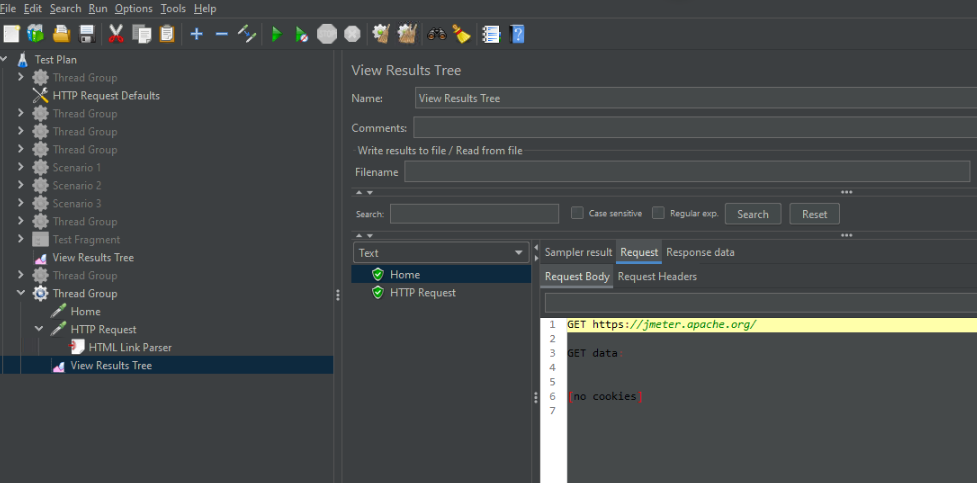 File Edit Search Run Options Tools Help
Test Plan
Thread Group
HTTP Request Defaults
Thread Group
Thread Group
Thread Group
Scenario 1
Scenario 2
Scenario 3
Thread Group
Test Fragment
View Results Tree
Thread Group
Thread Group
Home
HTTP Request
HTML Link Parser
View Results Tree
View Results Tree
Name: View Results Tree
Comments:
Write results to file / Read from file
Filename
Search: Case sensitive Regular exp. Search Reset
Text
Home
HTTP Request
Sampler result Request Response data
Request Body Request Headers
1 GET https://jmeter.apache.org/
2
3 GET data
4
5
6 [no cookies]
7